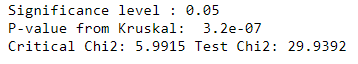 Significance level : 0.05
P-value from Kruskal:  3.2e-07
Critical Chi2: 5.9915 Test Chi2: 29.9392